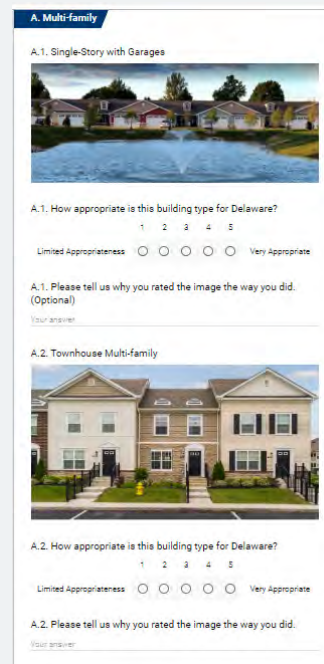 A. Multi-family
A.1. Single-Story with Garages
A.1. How appropriate is this building type for Delaware?
1 2 3 4 5
Limited Appropriateness Very Appropriate
A.1. Please tell us why you rated the image the way you did.
(Optional)
Your answer
A.2. Townhouse Multi-family
A.2. How appropriate is this building type for Delaware?
1 2 3 4 5
Limited Appropriateness Very Appropriate
A.2. Please tell us why you rated the image the way you did.
Your answer